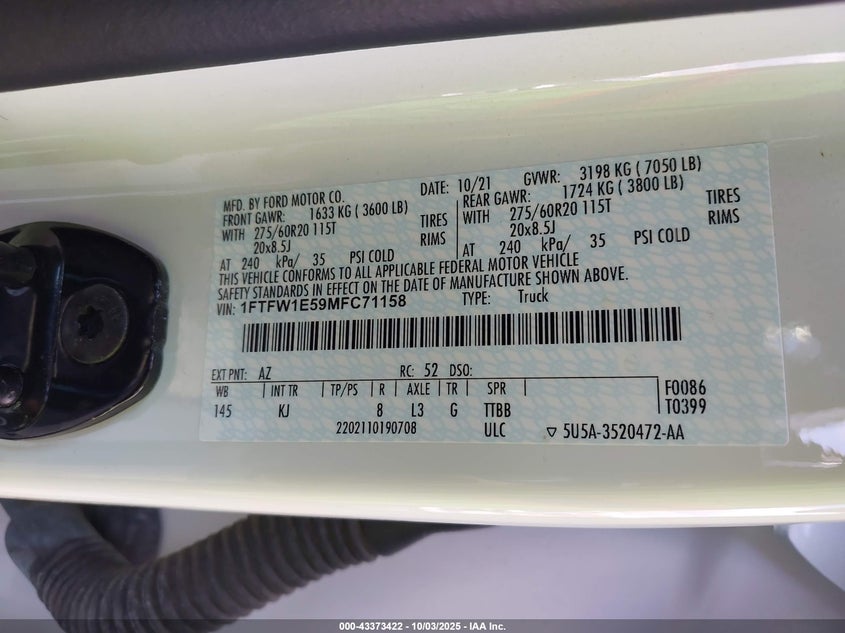 MFD. BY FORD MOTOR CO. DATE: 10/21 GVWR: 3198 KG ( 7050 LB)
FRONT GAWR: 1633 KG ( 3600 LB) REAR GAWR: 1724 KG ( 3800 LB)
WITH 275/60R20 115T TIRES WITH 275/60R20 115T TIRES
20x8.5J RIMS 20x8.5J RIMS
AT 240 kPa/ 35 PSI COLD AT 240 kPa/ 35 PSI COLD
THIS VEHICLE CONFORMS TO ALL APPLICABLE FEDERAL MOTOR VEHICLE
SAFETY STANDARDS IN EFFECT ON THE DATE OF MANUFACTURE SHOWN ABOVE.
VIN: 1FTFW1E59MFC71158 TYPE: Truck
EXT PNT: AZ RC: 52 DSO:
WB INT TR TP/PS R AXLE TR SPR F0086
145 KJ 8 L3 G TTBB T0399
2202110190708 ULC ▽ 5U5A-3520472-AA
000-43373422 | 10/03/2025 - IAA Inc.